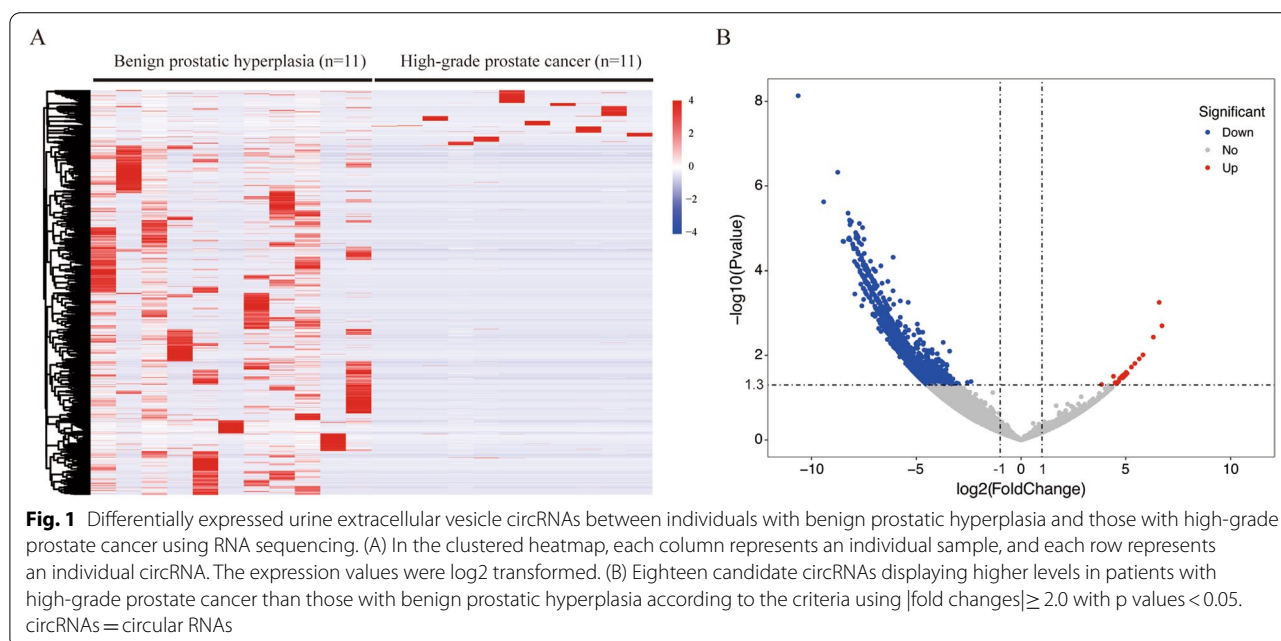 A
Benign prostatic hyperplasia (n=11)
High-grade prostate cancer (n=11)
4
2
0
−2
−4
B
8
6
4
2
1.3
0
−log10(Pvalue)
−10
−5
−1
0
1
5
10
log2(FoldChange)
Significant
Down
No
Up
Fig. 1 Differentially expressed urine extracellular vesicle circRNAs between individuals with benign prostatic hyperplasia and those with high-grade
prostate cancer using RNA sequencing. (A) In the clustered heatmap, each column represents an individual sample, and each row represents
an individual circRNA. The expression values were log2 transformed. (B) Eighteen candidate circRNAs displaying higher levels in patients with
high-grade prostate cancer than those with benign prostatic hyperplasia according to the criteria using |fold changes|≥ 2.0 with p values < 0.05.
circRNAs = circular RNAs